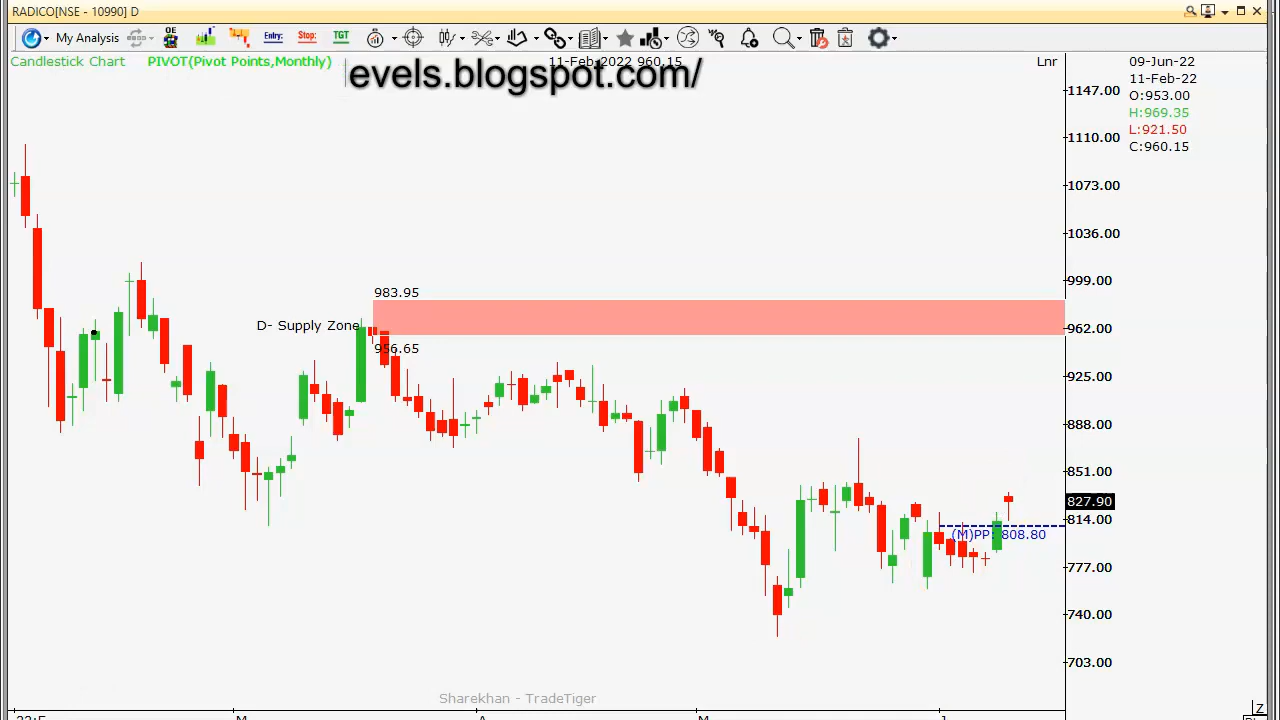 RADICO[NSE - 10990] D
My Analysis OE Entry: Stop: TGT
Candlestick Chart PIVOT(Pivot Points,Monthly) 11-Feb-2022 960.15 Lnr
evels.blogspot.com/
09-Jun-22
11-Feb-22
O:953.00
H:969.35
L:921.50
C:960.15
1147.00
1110.00
1073.00
1036.00
999.00
962.00
925.00
888.00
851.00
827.90
814.00
777.00
740.00
703.00
983.95
D- Supply Zone
956.65
(M)PP: 808.80
Sharekhan - TradeTiger
Z